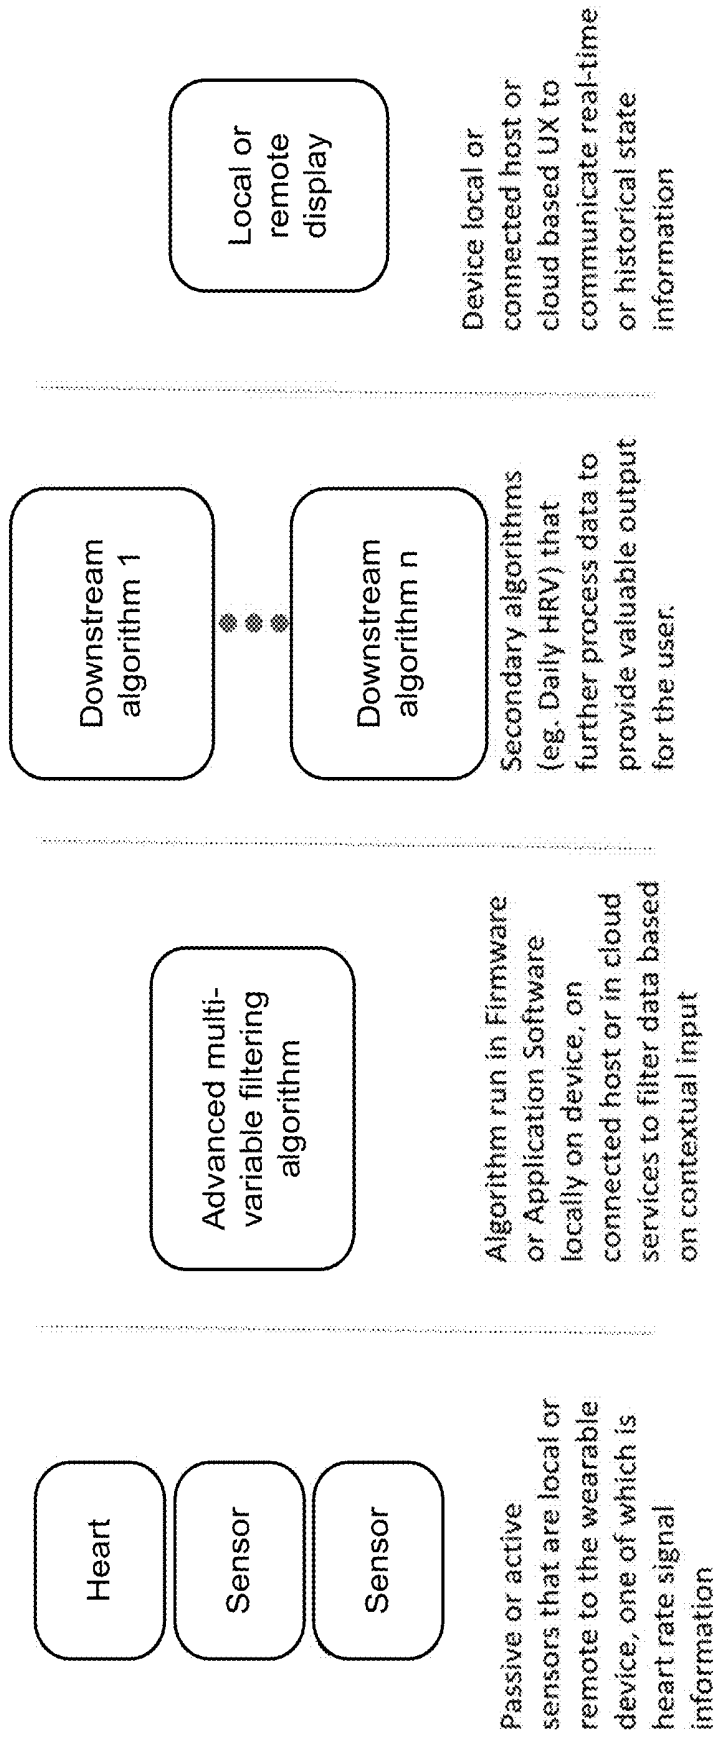 Heart
Sensor
Sensor
Passive or active
sensors that are local or
remote to the wearable
device, one of which is
heart rate signal
information
Advanced multi-
variable filtering
algorithm
Algorithm run in Firmware
or Application Software
locally on device, on
connected host or in cloud
services to filter data based
on contextual input
Downstream
algorithm 1
Downstream
algorithm n
Secondary algorithms
(eg. Daily HRV) that
further process data to
provide valuable output
for the user.
Local or
remote
display
Device local or
connected host or
cloud based UX to
communicate real-time
or historical state
information